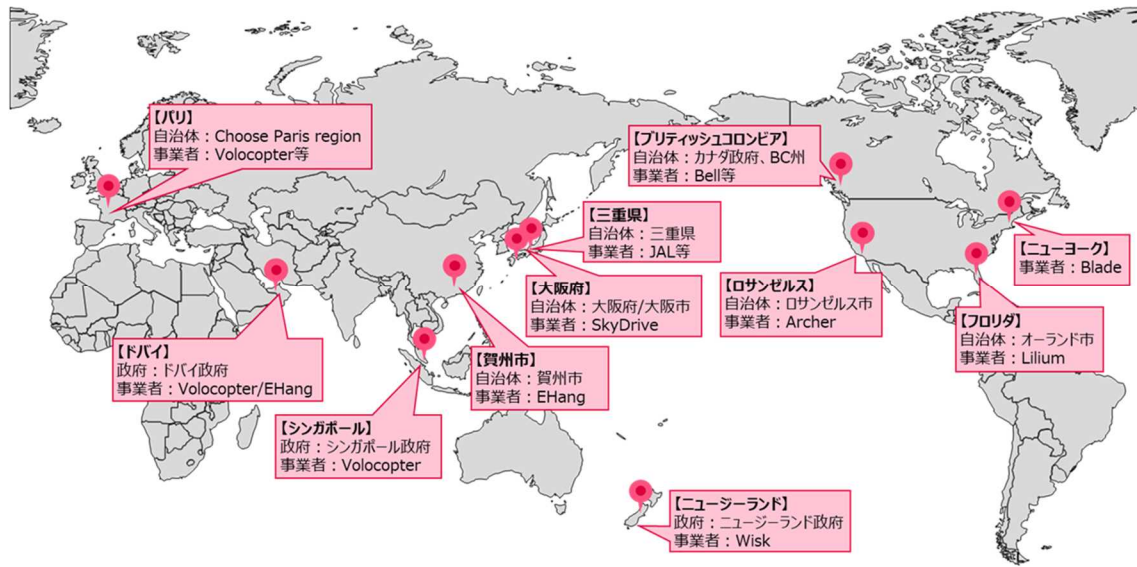 【パリ】
自治体：Choose Paris region
事業者：Volocopter等
【ブリティッシュコロンビア】
自治体：カナダ政府、BC州
事業者：Bell等
【三重県】
自治体：三重県
事業者：JAL等
【ニューヨーク】
事業者：Blade
【大阪府】
自治体：大阪府/大阪市
事業者：SkyDrive
【ロサンゼルス】
自治体：ロサンゼルス市
事業者：Archer
【フロリダ】
自治体：オーランド市
事業者：Lilium
【ドバイ】
政府：ドバイ政府
事業者：Volocopter/EHang
【賀州市】
自治体：賀州市
事業者：EHang
【シンガポール】
政府：シンガポール政府
事業者：Volocopter
【ニュージーランド】
政府：ニュージーランド政府
事業者：Wisk